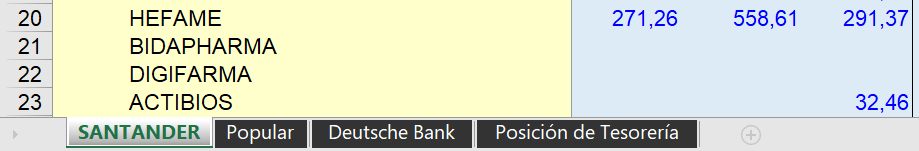 20 HEFAME 271,26 558,61 291,37
21 BIDAPHARMA
22 DIGIFARMA
23 ACTIBIOS 32,46
SANTANDER Popular Deutsche Bank Posición de Tesorería